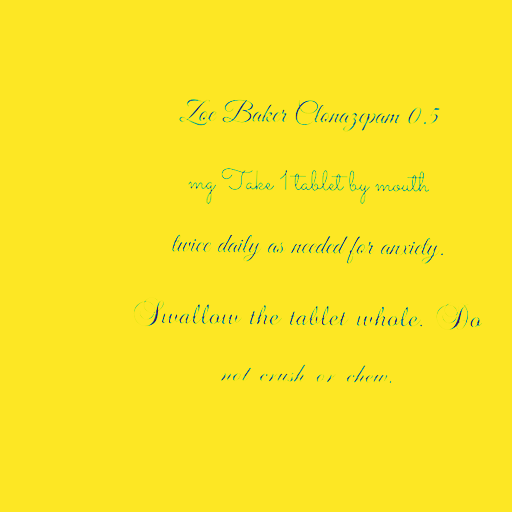 Zoe Baker Clonazepam 0.5
mg Take 1 tablet by mouth
twice daily as needed for anxiety.
Swallow the tablet whole. Do
not crush or chew.